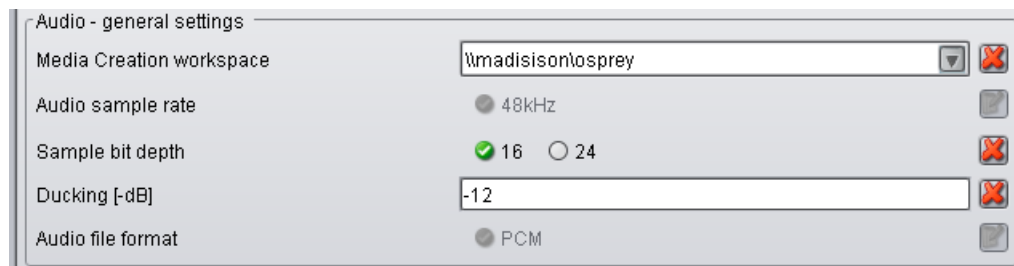 Audio - general settings
Media Creation workspace \\madisison\osprey
Audio sample rate 48kHz
Sample bit depth 16 24
Ducking [-dB] -12
Audio file format PCM